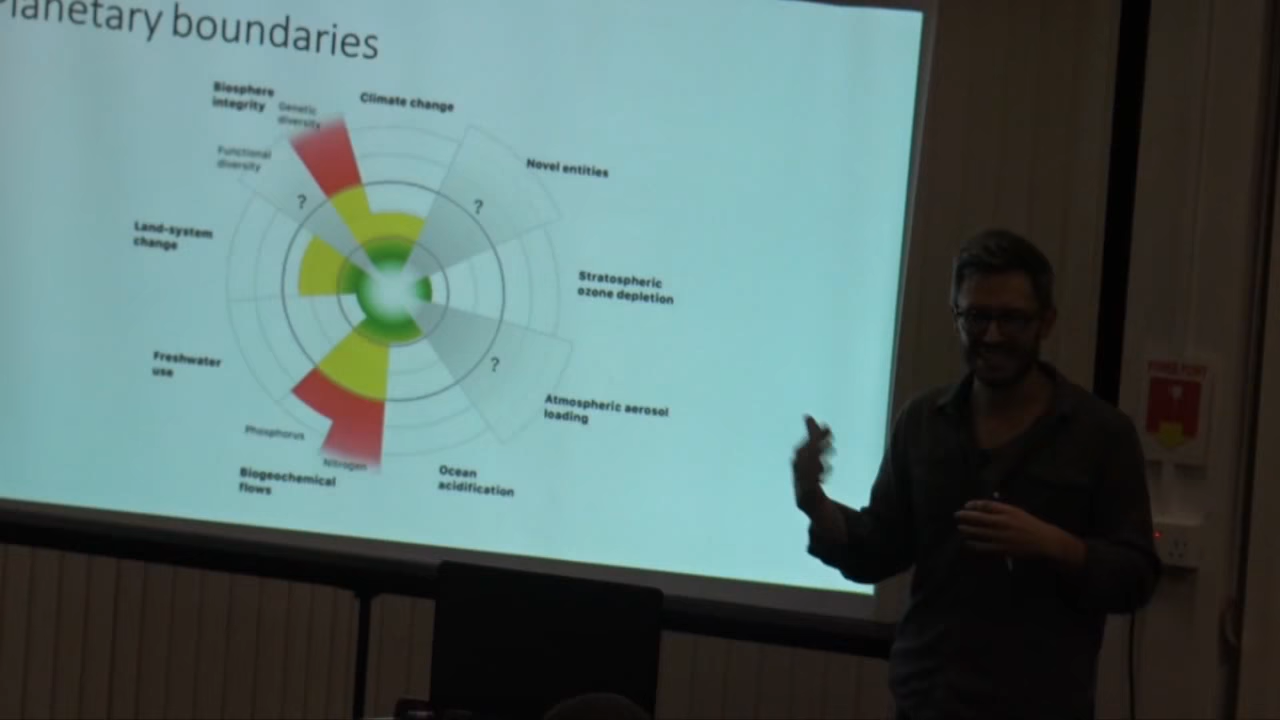 Planetary boundaries
Biosphere
integrity
Genetic
diversity
Climate change
Functional
diversity
Novel entities
?
?
Land-system
change
Stratospheric
ozone depletion
Freshwater
use
?
Atmospheric aerosol
loading
Phosphorus
Nitrogen
Biogeochemical
flows
Ocean
acidification